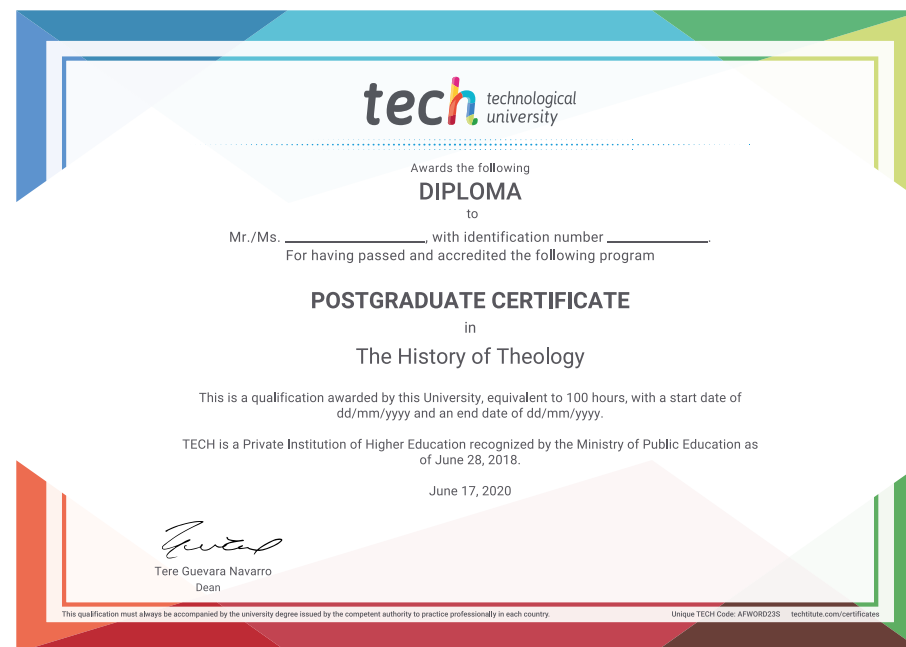 tech technological
university
Awards the following
DIPLOMA
to
Mr./Ms. ____________________, with identification number ______________.
For having passed and accredited the following program
POSTGRADUATE CERTIFICATE
in
The History of Theology
This is a qualification awarded by this University, equivalent to 100 hours, with a start date of
dd/mm/yyyy and an end date of dd/mm/yyyy.
TECH is a Private Institution of Higher Education recognized by the Ministry of Public Education as
of June 28, 2018.
June 17, 2020
Tere Guevara Navarro
Dean
This qualification must always be accompanied by the university degree issued by the competent authority to practice professionally in each country. Unique TECH Code: AFWORD23S techtitute.com/certificates